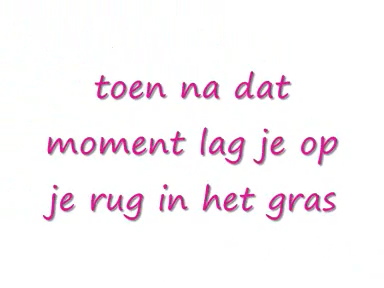 toen na dat
moment lag je op
je rug in het gras